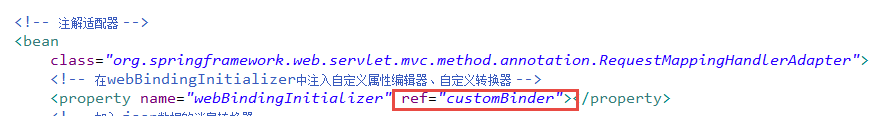 <!-- 注解适配器 -->
<bean
class="org.springframework.web.servlet.mvc.method.annotation.RequestMappingHandlerAdapter">
<!-- 在webBindingInitializer中注入自定义属性编辑器、自定义转换器 -->
<property name="webBindingInitializer" ref="customBinder"></property>